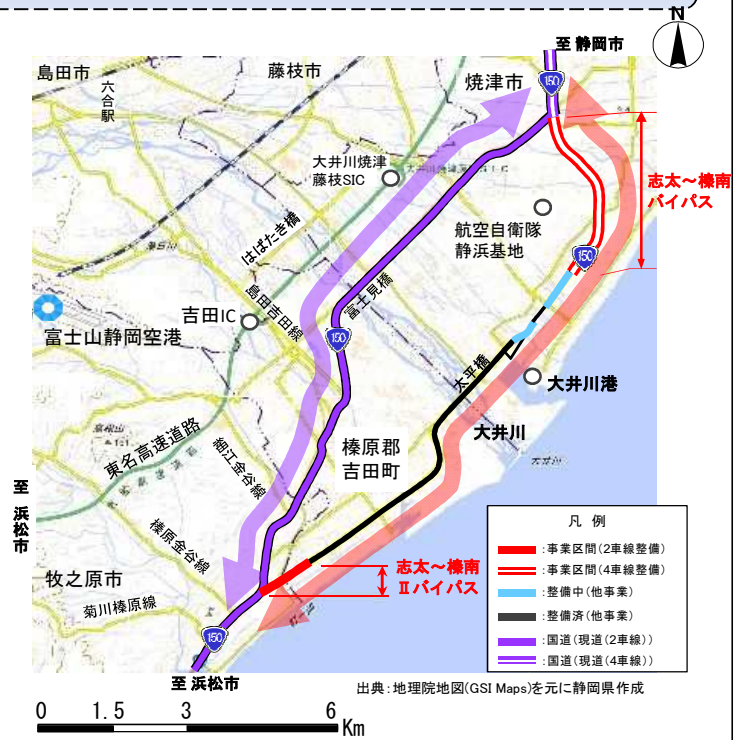 N
至 静岡市
150
島田市
六合駅
藤枝市
焼津市
大井川焼津
藤枝SIC
志太～榛南
バイパス
航空自衛隊
静浜基地
はばたき橋
150
島田吉田線
富士見橋
吉田IC
富士山静岡空港
150
太平橋
大井川港
大井川
大井川
東名高速道路
細江金谷線
榛原郡
吉田町
至 浜松市
榛原金谷線
牧之原市
菊川榛原線
志太～榛南
Ⅱバイパス
150
至 浜松市
凡 例
:事業区間(2車線整備)
:事業区間(4車線整備)
:整備中(他事業)
:整備済(他事業)
:国道(現道(2車線))
:国道(現道(4車線))
出典:地理院地図(GSI Maps)を元に静岡県作成
0 1.5 3 6 Km